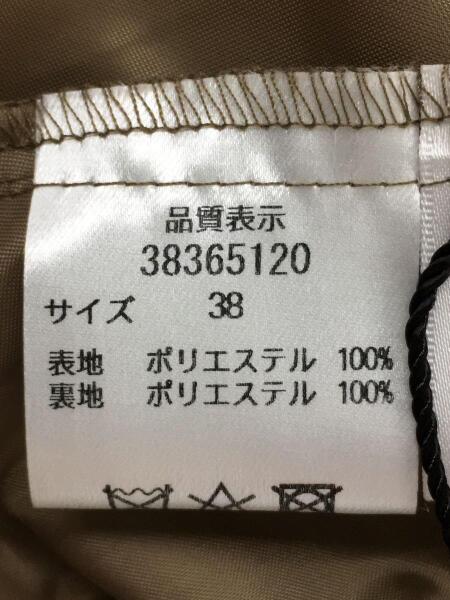 品質表示
38365120
サイズ 38
表地 ポリエステル 100%
裏地 ポリエステル 100%